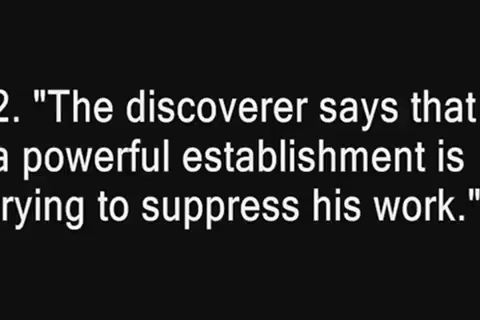 2. "The discoverer says that
a powerful establishment is
rying to suppress his work."